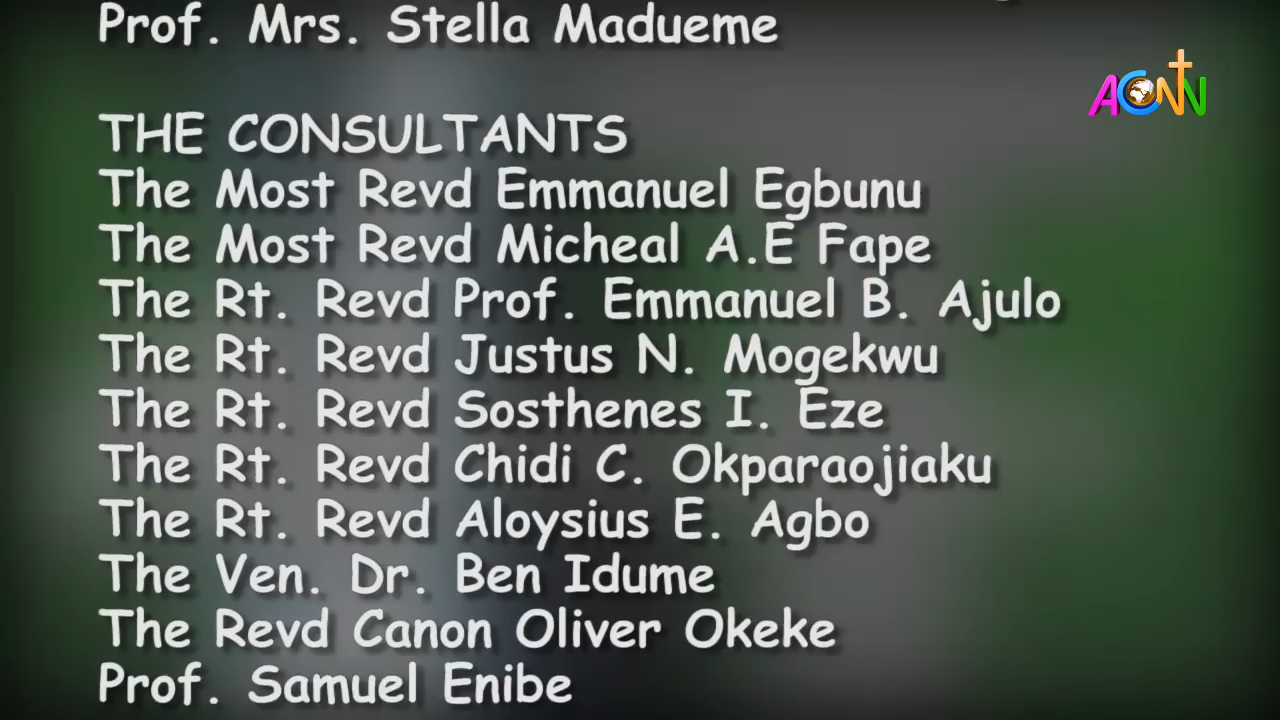 Prof. Mrs. Stella Madueme
ACNN
THE CONSULTANTS
The Most Revd Emmanuel Egbunu
The Most Revd Micheal A.E Fape
The Rt. Revd Prof. Emmanuel B. Ajulo
The Rt. Revd Justus N. Mogekwu
The Rt. Revd Sosthenes I. Eze
The Rt. Revd Chidi C. Okparaojiaku
The Rt. Revd Aloysius E. Agbo
The Ven. Dr. Ben Idume
The Revd Canon Oliver Okeke
Prof. Samuel Enibe